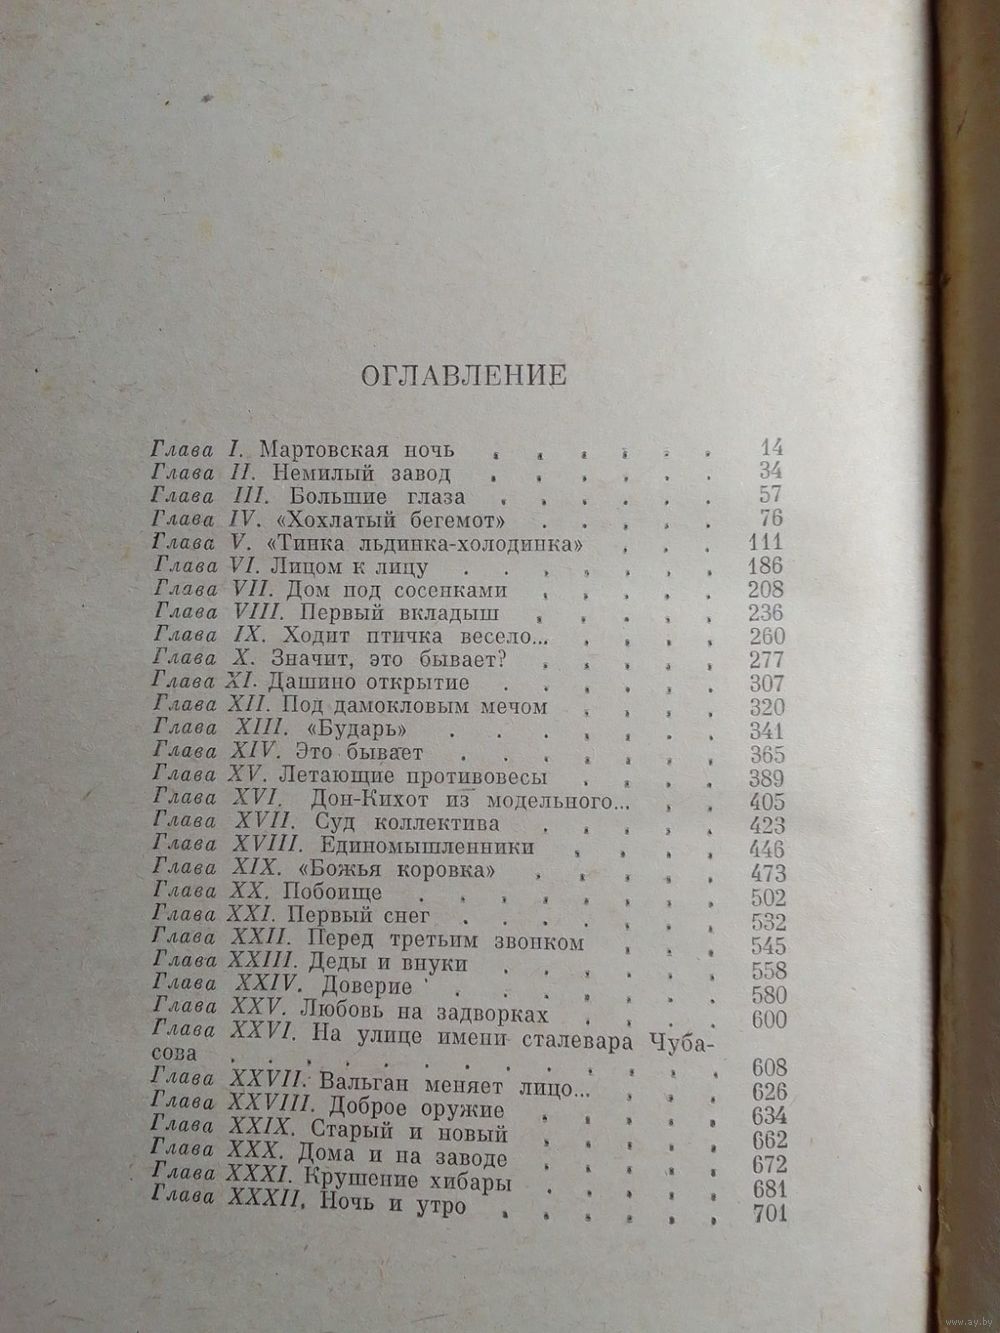 ОГЛАВЛЕНИЕ
Глава I. Мартовская ночь . . . . . . 14
Глава II. Немилый завод . . . . . . 34
Глава III. Большие глаза . . . . . . 57
Глава IV. «Хохлатый бегемот» . . . . . 76
Глава V. «Тинка льдинка-холодинка» . . . 111
Глава VI. Лицом к лицу . . . . . . . 186
Глава VII. Дом под сосенками . . . . . 208
Глава VIII. Первый вкладыш . . . . . 236
Глава IX. Ходит птичка весело... . . . . 260
Глава X. Значит, это бывает? . . . . . 277
Глава XI. Дашино открытие . . . . . . 307
Глава XII. Под дамокловым мечом . . . . 320
Глава XIII. «Бударь» . . . . . . . 341
Глава XIV. Это бывает . . . . . . . 365
Глава XV. Летающие противовесы . . . . 389
Глава XVI. Дон-Кихот из модельного... . . 405
Глава XVII. Суд коллектива . . . . . 423
Глава XVIII. Единомышленники . . . . 446
Глава XIX. «Божья коровка» . . . . . 473
Глава XX. Побоище . . . . . . . . 502
Глава XXI. Первый снег . . . . . . . 532
Глава XXII. Перед третьим звонком . . . 545
Глава XXIII. Деды и внуки . . . . . . 558
Глава XXIV. Доверие . . . . . . . 580
Глава XXV. Любовь на задворках . . . . 600
Глава XXVI. На улице имени сталевара Чуба-
сова . . . . . . . . . . . . . 608
Глава XXVII. Вальган меняет лицо... . . . 626
Глава XXVIII. Доброе оружие . . . . . 634
Глава XXIX. Старый и новый . . . . . 662
Глава XXX. Дома и на заводе . . . . . 672
Глава XXXI. Крушение хибары . . . . . 681
Глава XXXII. Ночь и утро . . . . . . 701
www.ay.by